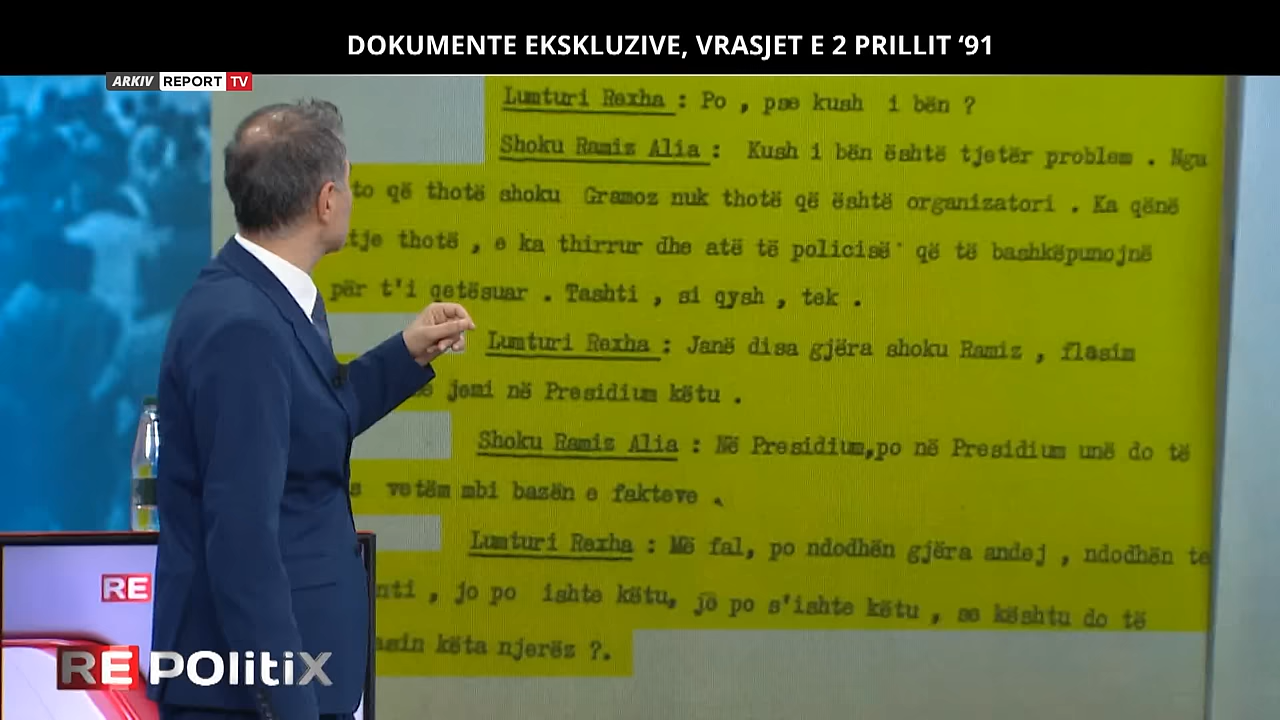 DOKUMENTE EKSKLUZIVE, VRASJET E 2 PRILLIT ‘91
ARKIV REPORT TV
Lumturi Rexha : Po , pse kush i bën ?
Shoku Ramiz Alia : Kush i bën është tjetër problem . Nga
to që thotë shoku Gramoz nuk thotë që është organizatori . Ka qënë
tje thotë , e ka thirrur dhe atë të policisë që të bashkëpunojnë
për t'i qetësuar . Tashti , si qysh , tek .
Lumturi Rexha : Janë disa gjëra shoku Ramiz , flasim
jemi në Presidium këtu .
Shoku Ramiz Alia : Në Presidium,po në Presidium unë do të
vetëm mbi bazën e fakteve .
Lumturi Rexha : Më fal, po ndodhën gjëra andej , ndodhën te
nti , jo po ishte këtu, jo po s'ishte këtu , se kështu do të
asin këta njerëz ?.
RE
RE POlitiX